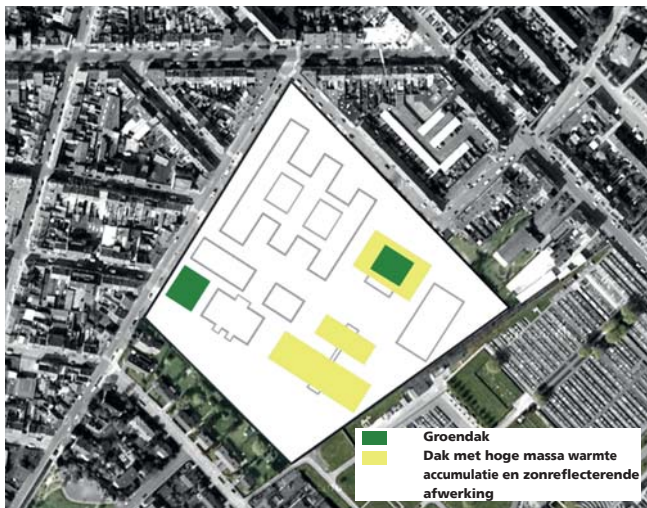 Groendak
Dak met hoge massa warmte
accumulatie en zonreflecterende
afwerking